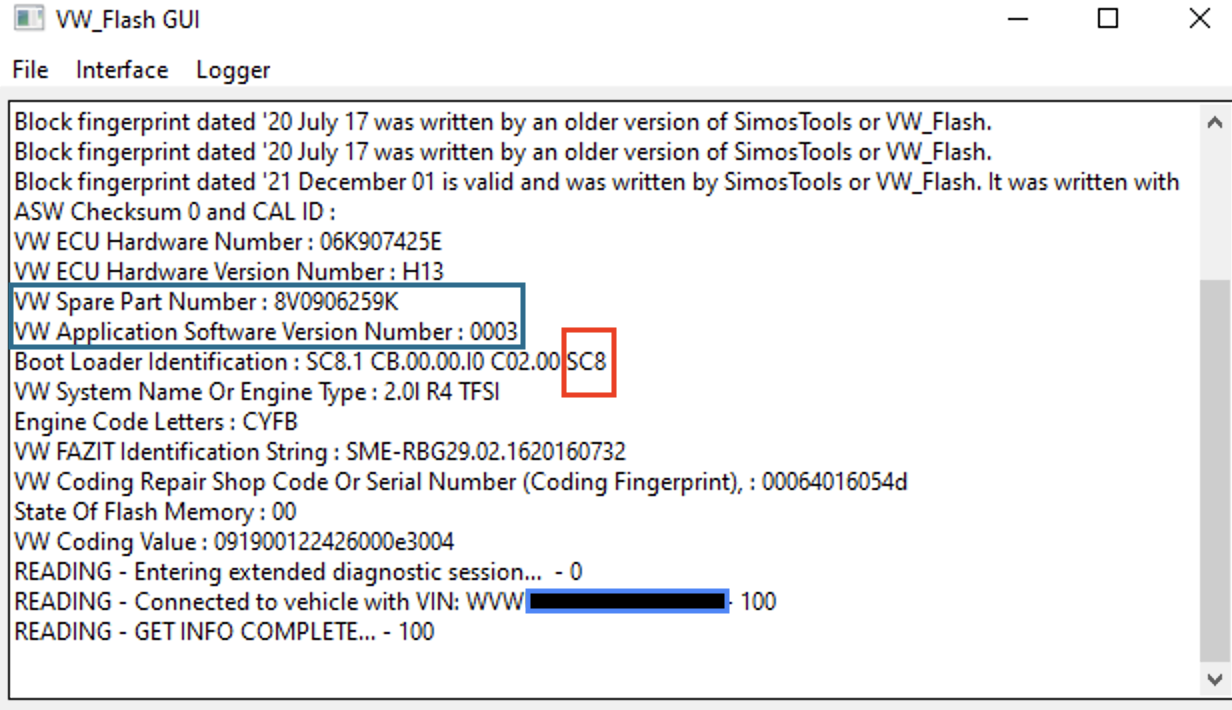 VW_Flash GUI
File Interface Logger
Block fingerprint dated '20 July 17 was written by an older version of SimosTools or VW_Flash.
Block fingerprint dated '20 July 17 was written by an older version of SimosTools or VW_Flash.
Block fingerprint dated '21 December 01 is valid and was written by SimosTools or VW_Flash. It was written with
ASW Checksum 0 and CAL ID :
VW ECU Hardware Number : 06K907425E
VW ECU Hardware Version Number : H13
VW Spare Part Number : 8V0906259K
VW Application Software Version Number : 0003
Boot Loader Identification : SC8.1 CB.00.00.I0 C02.00 SC8
VW System Name Or Engine Type : 2.0l R4 TFSI
Engine Code Letters : CYFB
VW FAZIT Identification String : SME-RBG29.02.1620160732
VW Coding Repair Shop Code Or Serial Number (Coding Fingerprint), : 00064016054d
State Of Flash Memory : 00
VW Coding Value : 091900122426000e3004
READING - Entering extended diagnostic session... - 0
READING - Connected to vehicle with VIN: WVW - 100
READING - GET INFO COMPLETE... - 100